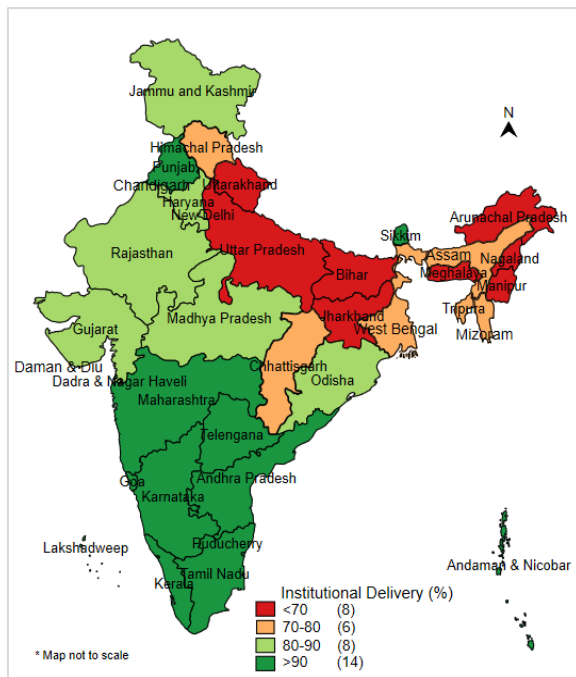 Jammu and Kashmir
N
Himachal Pradesh
Punjab
Chandigarh
Uttarakhand
Haryana
New Delhi
Arunachal Pradesh
Sikkim
Rajasthan
Uttar Pradesh
Assam
Nagaland
Bihar
Meghalaya
Manipur
Tripura
Jharkhand
Gujarat
Madhya Pradesh
West Bengal
Mizoram
Daman & Diu
Chhattisgarh
Dadra & Nagar Haveli
Odisha
Maharashtra
Telengana
Goa
Andhra Pradesh
Karnataka
Lakshadweep
Puducherry
Andaman & Nicobar
Kerala
Tamil Nadu
Institutional Delivery (%)
<70 (8)
70-80 (6)
80-90 (8)
>90 (14)
* Map not to scale